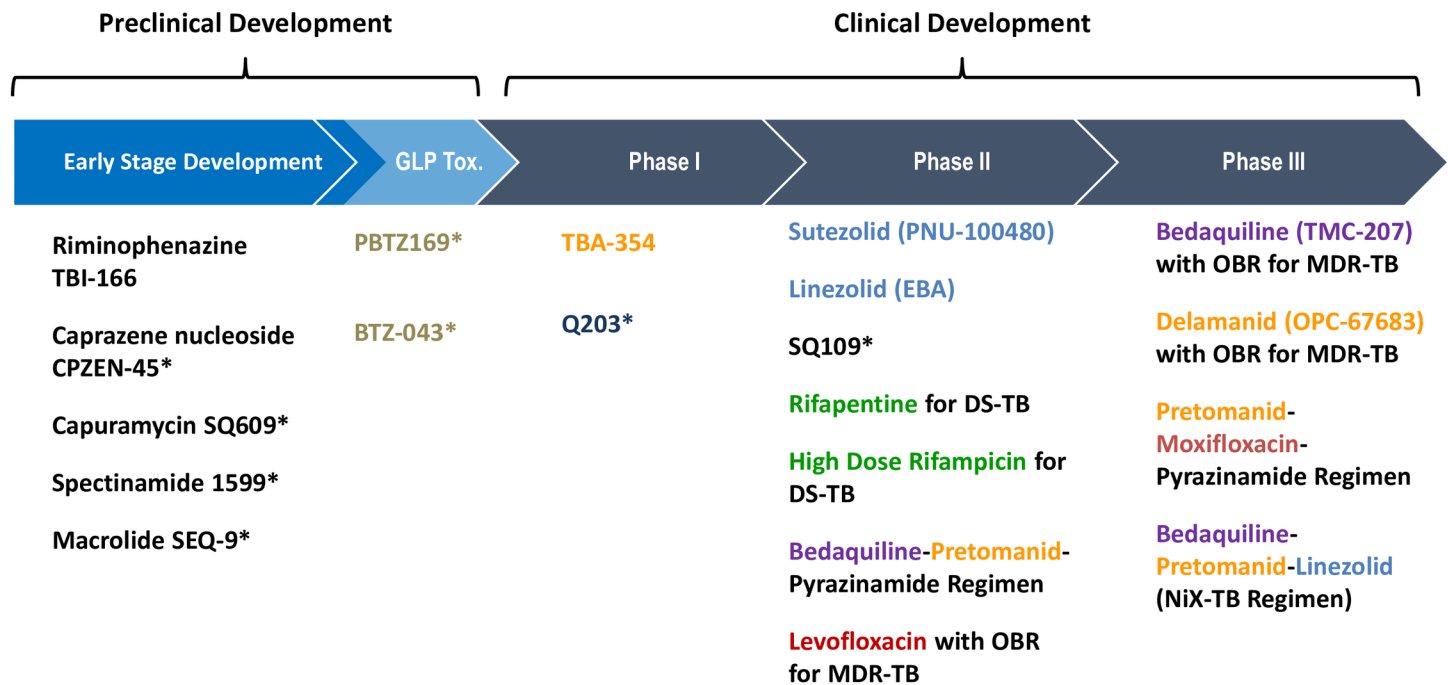 Preclinical Development
Clinical Development
Early Stage Development
GLP Tox.
Phase I
Phase II
Phase III
Riminophenazine
TBI-166
Caprazene nucleoside
CPZEN-45*
Capuramycin SQ609*
Spectinamide 1599*
Macrolide SEQ-9*
PBTZ169*
BTZ-043*
TBA-354
Q203*
Sutezolid (PNU-100480)
Linezolid (EBA)
SQ109*
Rifapentine for DS-TB
High Dose Rifampicin for
DS-TB
Bedaquiline-Pretomanid-
Pyrazinamide Regimen
Levofloxacin with OBR
for MDR-TB
Bedaquiline (TMC-207)
with OBR for MDR-TB
Delamanid (OPC-67683)
with OBR for MDR-TB
Pretomanid-
Moxifloxacin-
Pyrazinamide Regimen
Bedaquiline-
Pretomanid-Linezolid
(NiX-TB Regimen)